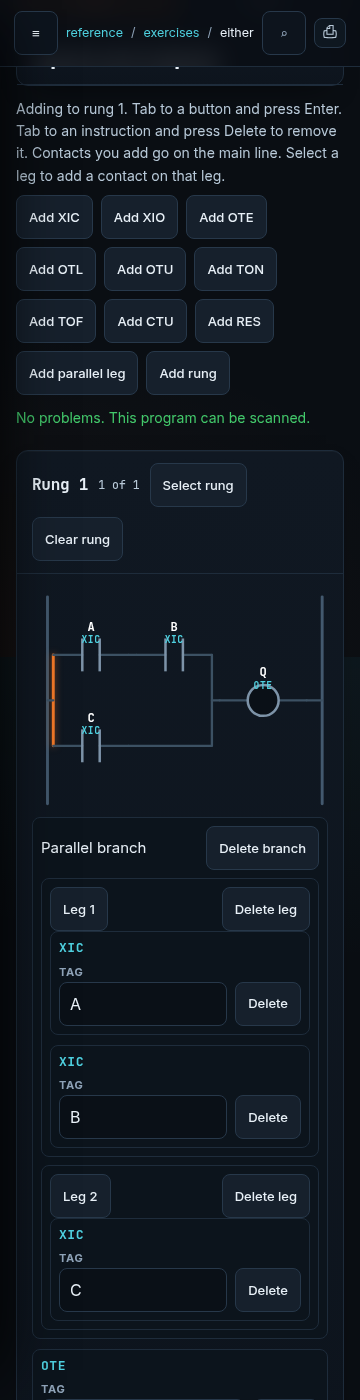 ≡ reference / exercises / either ⌕
Adding to rung 1. Tab to a button and press Enter.
Tab to an instruction and press Delete to remove
it. Contacts you add go on the main line. Select a
leg to add a contact on that leg.
Add XIC Add XIO Add OTE
Add OTL Add OTU Add TON
Add TOF Add CTU Add RES
Add parallel leg Add rung
No problems. This program can be scanned.
Rung 1 1 of 1 Select rung
Clear rung
A B
XIC XIC
Q
OTE
C
XIC
Parallel branch Delete branch
Leg 1 Delete leg
XIC
TAG
A Delete
XIC
TAG
B Delete
Leg 2 Delete leg
XIC
TAG
C Delete
OTE
TAG